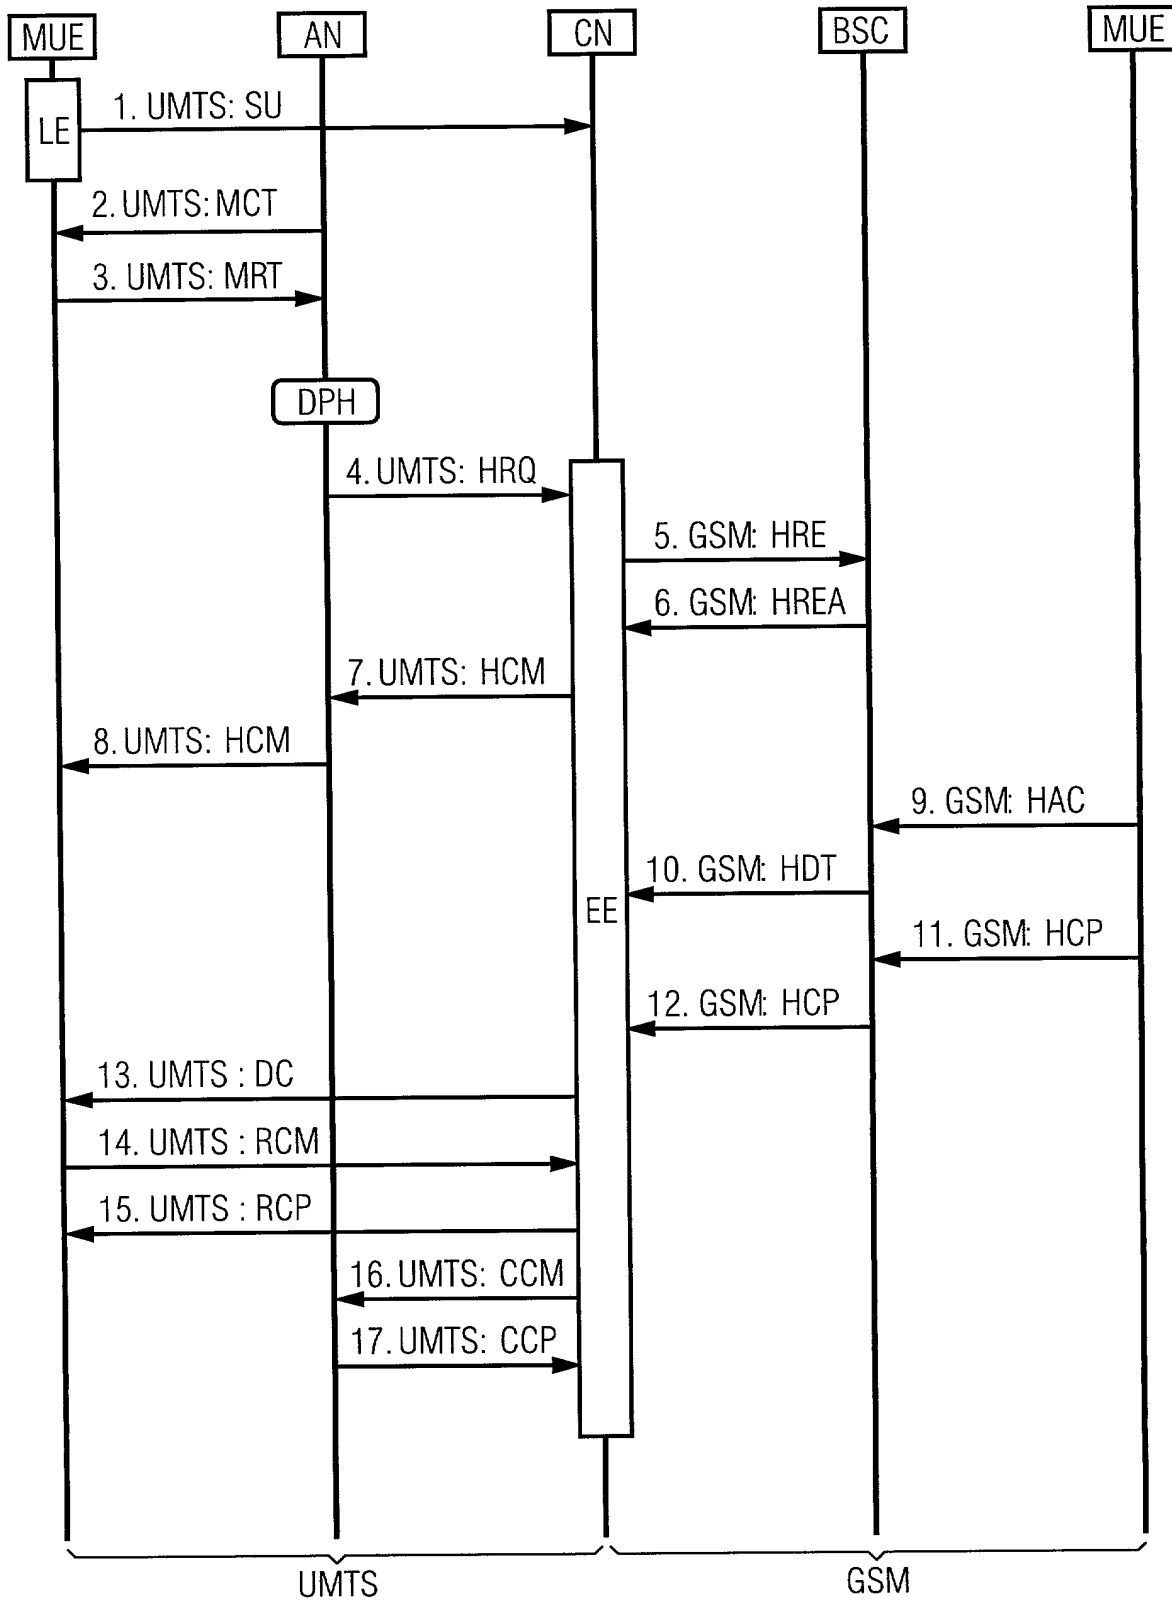 MUE AN CN BSC MUE
LE
1. UMTS: SU
2. UMTS: MCT
3. UMTS: MRT
DPH
4. UMTS: HRQ
5. GSM: HRE
6. GSM: HREA
7. UMTS: HCM
8. UMTS: HCM
9. GSM: HAC
10. GSM: HDT
EE
11. GSM: HCP
12. GSM: HCP
13. UMTS : DC
14. UMTS : RCM
15. UMTS : RCP
16. UMTS: CCM
17. UMTS: CCP
UMTS GSM